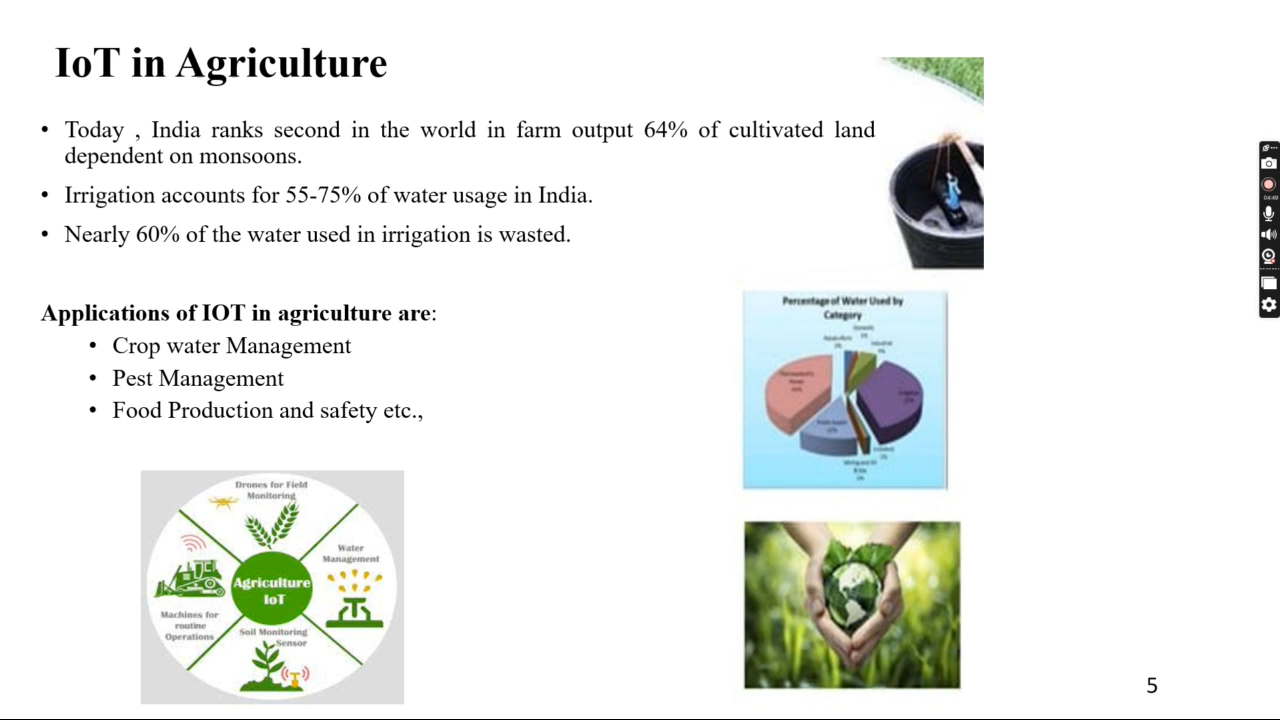 IoT in Agriculture
• Today , India ranks second in the world in farm output 64% of cultivated land
dependent on monsoons.
• Irrigation accounts for 55-75% of water usage in India.
• Nearly 60% of the water used in irrigation is wasted.
Applications of IOT in agriculture are:
• Crop water Management
• Pest Management
• Food Production and safety etc.,
Percentage of Water Used by
Category
Drones for Field
Monitoring
Water
Management
Agriculture
IoT
Machines for
routine
Operations
Soil Monitoring
Sensor
5
04:49